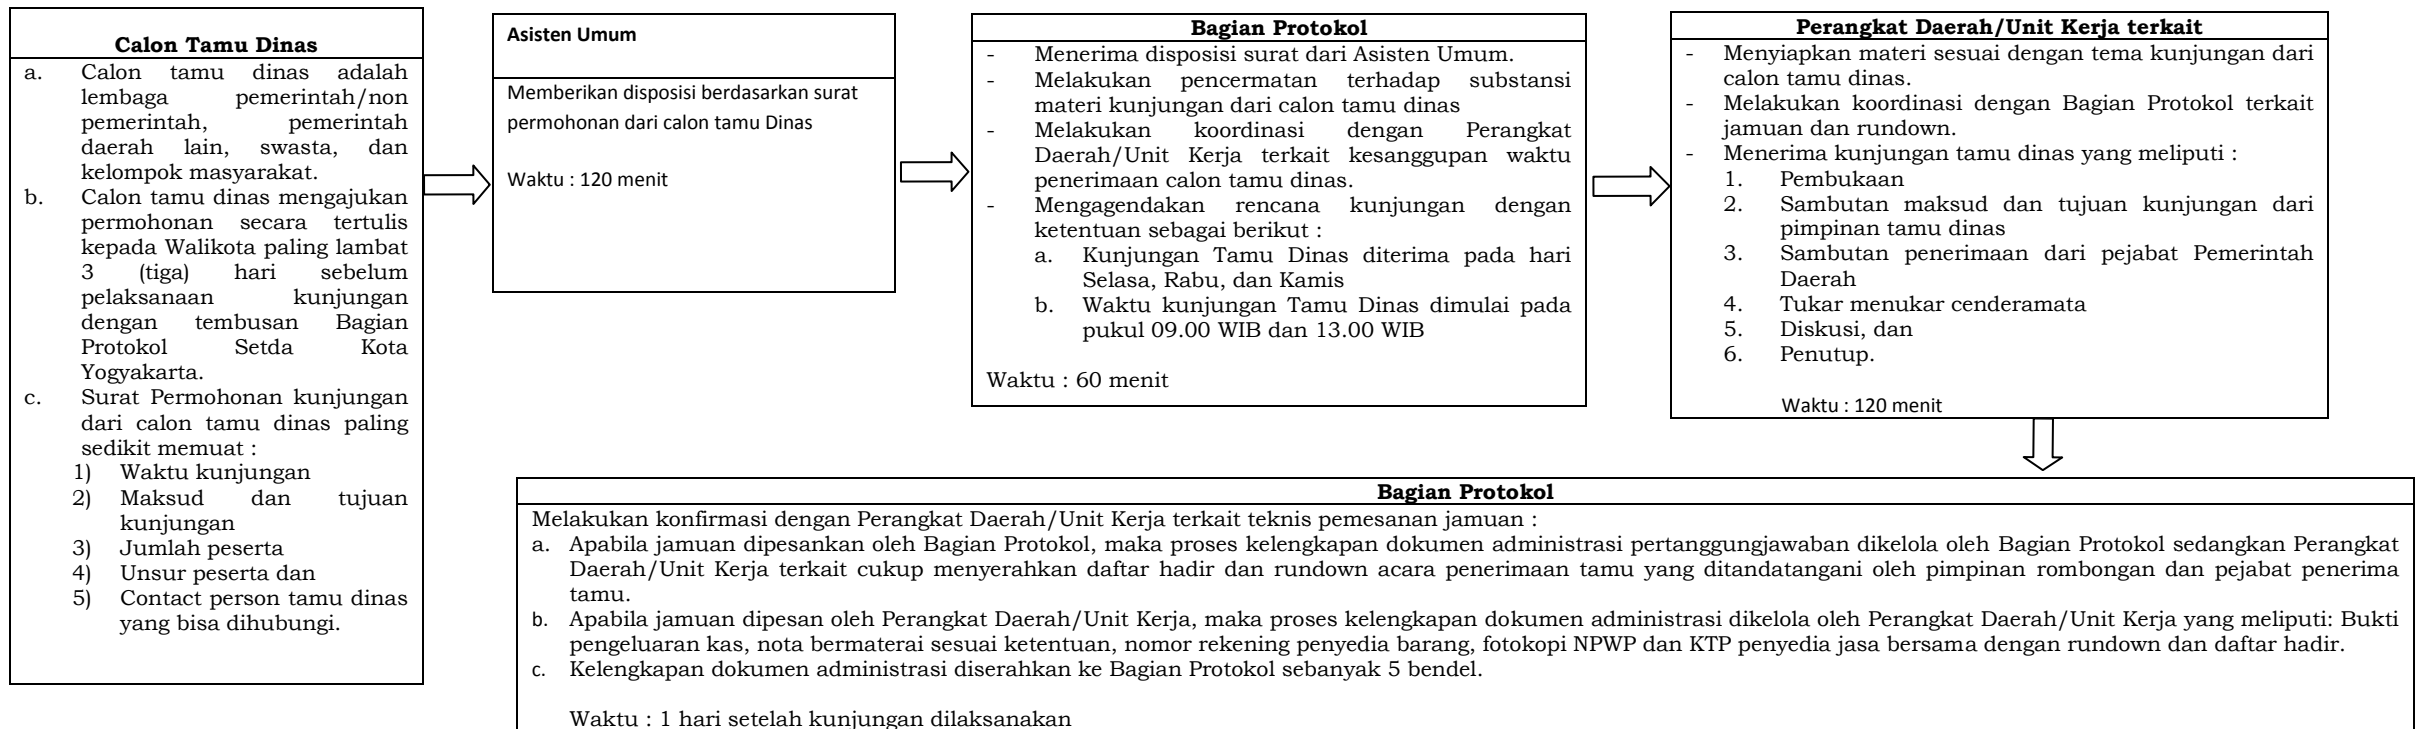 Calon Tamu Dinas
a. Calon tamu dinas adalah
lembaga pemerintah/non
pemerintah, pemerintah
daerah lain, swasta, dan
kelompok masyarakat.
b. Calon tamu dinas mengajukan
permohonan secara tertulis
kepada Walikota paling lambat
3 (tiga) hari sebelum
pelaksanaan kunjungan
dengan tembusan Bagian
Protokol Setda Kota
Yogyakarta.
c. Surat Permohonan kunjungan
dari calon tamu dinas paling
sedikit memuat :
1) Waktu kunjungan
2) Maksud dan tujuan
kunjungan
3) Jumlah peserta
4) Unsur peserta dan
5) Contact person tamu dinas
yang bisa dihubungi.
Asisten Umum
Memberikan disposisi berdasarkan surat
permohonan dari calon tamu Dinas
Waktu : 120 menit
Bagian Protokol
- Menerima disposisi surat dari Asisten Umum.
- Melakukan pencermatan terhadap substansi
materi kunjungan dari calon tamu dinas
- Melakukan koordinasi dengan Perangkat
Daerah/Unit Kerja terkait kesanggupan waktu
penerimaan calon tamu dinas.
- Mengagendakan rencana kunjungan dengan
ketentuan sebagai berikut :
a. Kunjungan Tamu Dinas diterima pada hari
Selasa, Rabu, dan Kamis
b. Waktu kunjungan Tamu Dinas dimulai pada
pukul 09.00 WIB dan 13.00 WIB
Waktu : 60 menit
Perangkat Daerah/Unit Kerja terkait
- Menyiapkan materi sesuai dengan tema kunjungan dari
calon tamu dinas.
- Melakukan koordinasi dengan Bagian Protokol terkait
jamuan dan rundown.
- Menerima kunjungan tamu dinas yang meliputi :
1. Pembukaan
2. Sambutan maksud dan tujuan kunjungan dari
pimpinan tamu dinas
3. Sambutan penerimaan dari pejabat Pemerintah
Daerah
4. Tukar menukar cenderamata
5. Diskusi, dan
6. Penutup.
Waktu : 120 menit
Bagian Protokol
Melakukan konfirmasi dengan Perangkat Daerah/Unit Kerja terkait teknis pemesanan jamuan :
a. Apabila jamuan dipesankan oleh Bagian Protokol, maka proses kelengkapan dokumen administrasi pertanggungjawaban dikelola oleh Bagian Protokol sedangkan Perangkat
Daerah/Unit Kerja terkait cukup menyerahkan daftar hadir dan rundown acara penerimaan tamu yang ditandatangani oleh pimpinan rombongan dan pejabat penerima
tamu.
b. Apabila jamuan dipesan oleh Perangkat Daerah/Unit Kerja, maka proses kelengkapan dokumen administrasi dikelola oleh Perangkat Daerah/Unit Kerja yang meliputi: Bukti
pengeluaran kas, nota bermaterai sesuai ketentuan, nomor rekening penyedia barang, fotokopi NPWP dan KTP penyedia jasa bersama dengan rundown dan daftar hadir.
c. Kelengkapan dokumen administrasi diserahkan ke Bagian Protokol sebanyak 5 bendel.
Waktu : 1 hari setelah kunjungan dilaksanakan